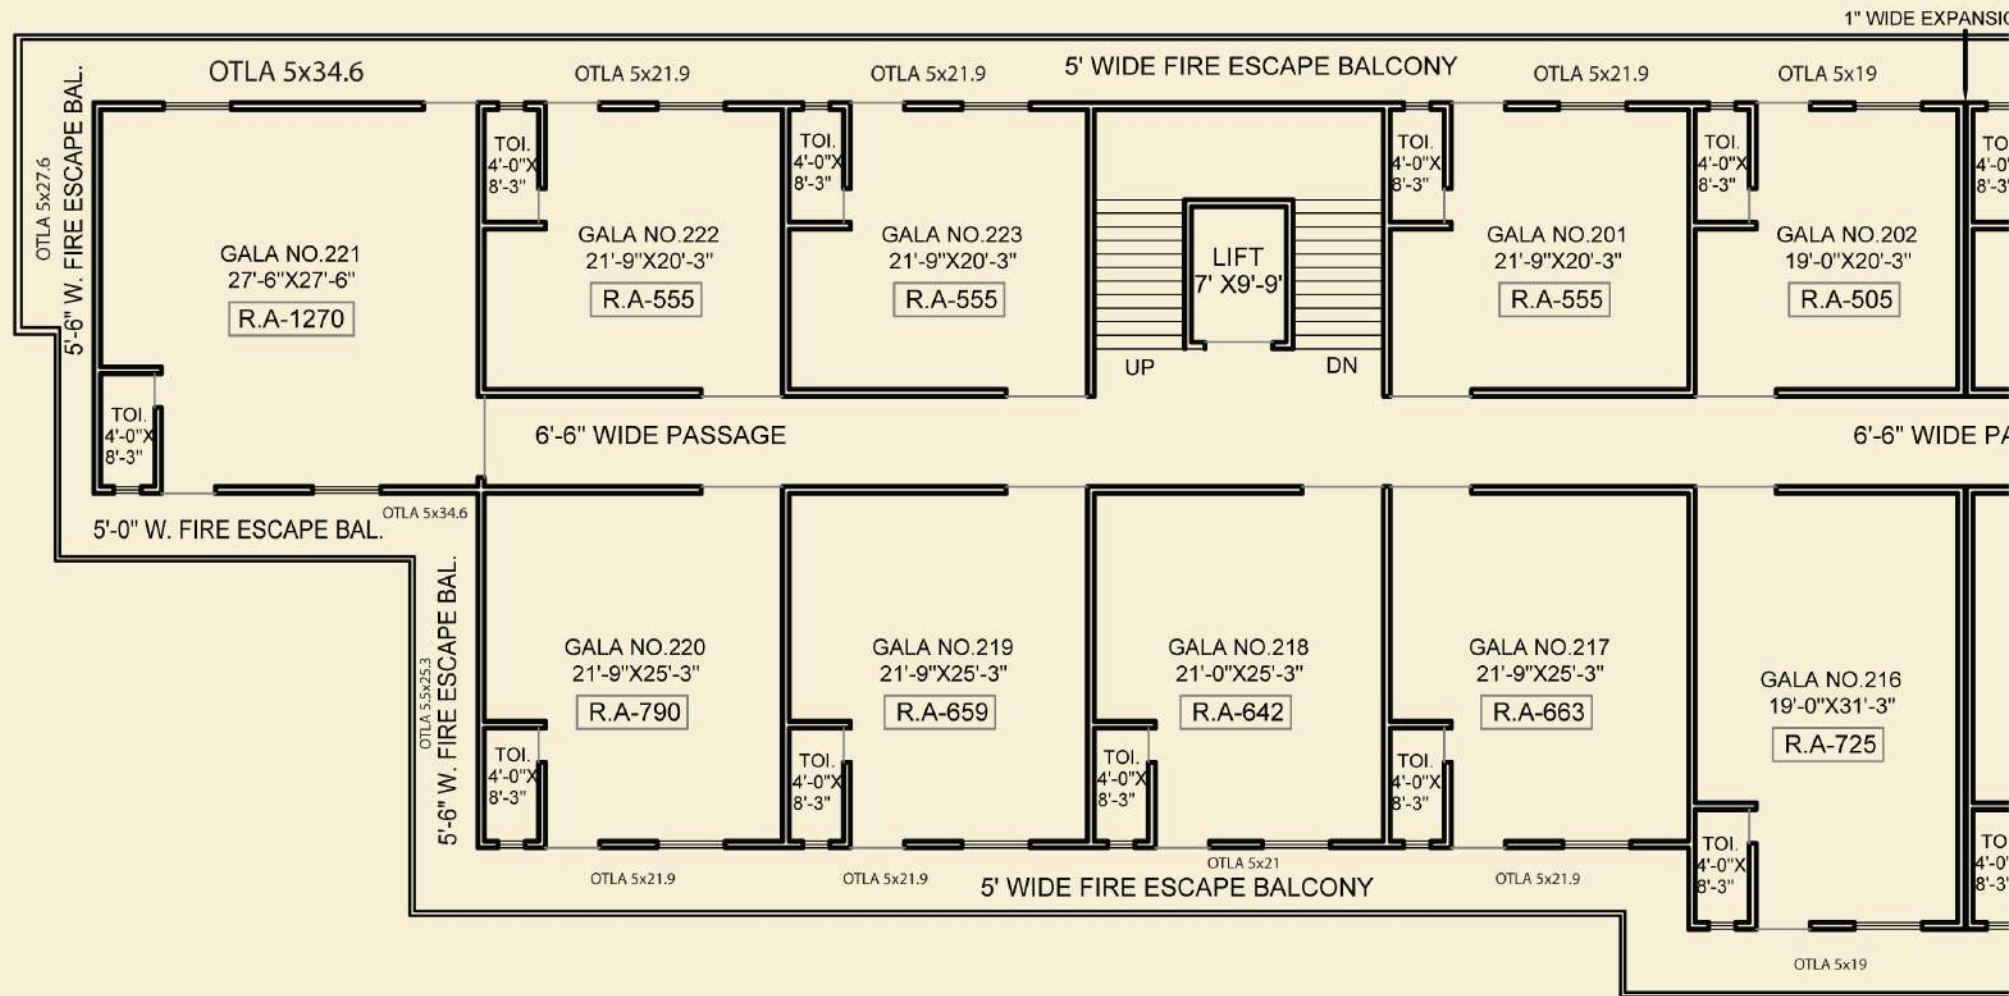 1" WIDE EXPANSIO
OTLA 5x34.6
OTLA 5x21.9
OTLA 5x21.9
5' WIDE FIRE ESCAPE BALCONY
OTLA 5x21.9
OTLA 5x19
OTLA 5x27.6
5'-6" W. FIRE ESCAPE BAL.
TOI.
4'-0"X
8'-3"
TOI.
4'-0"X
8'-3"
TOI.
4'-0"X
8'-3"
TOI.
4'-0"X
8'-3"
TO
4'-0"
8'-3"
GALA NO.221
27'-6"X27'-6"
R.A-1270
GALA NO.222
21'-9"X20'-3"
R.A-555
GALA NO.223
21'-9"X20'-3"
R.A-555
LIFT
7' X9'-9'
UP
DN
GALA NO.201
21'-9"X20'-3"
R.A-555
GALA NO.202
19'-0"X20'-3"
R.A-505
TOI.
4'-0"X
8'-3"
6'-6" WIDE PASSAGE
6'-6" WIDE PA
OTLA 5x34.6
5'-0" W. FIRE ESCAPE BAL.
OTLA 5.5x25.3
5'-6" W. FIRE ESCAPE BAL.
GALA NO.220
21'-9"X25'-3"
R.A-790
GALA NO.219
21'-9"X25'-3"
R.A-659
GALA NO.218
21'-0"X25'-3"
R.A-642
GALA NO.217
21'-9"X25'-3"
R.A-663
GALA NO.216
19'-0"X31'-3"
R.A-725
TOI.
4'-0"X
8'-3"
TOI.
4'-0"X
8'-3"
TOI.
4'-0"X
8'-3"
TOI.
4'-0"X
8'-3"
TOI.
4'-0"X
8'-3"
TO
4'-0"
8'-3"
OTLA 5x21.9
OTLA 5x21.9
OTLA 5x21
5' WIDE FIRE ESCAPE BALCONY
OTLA 5x21.9
OTLA 5x19